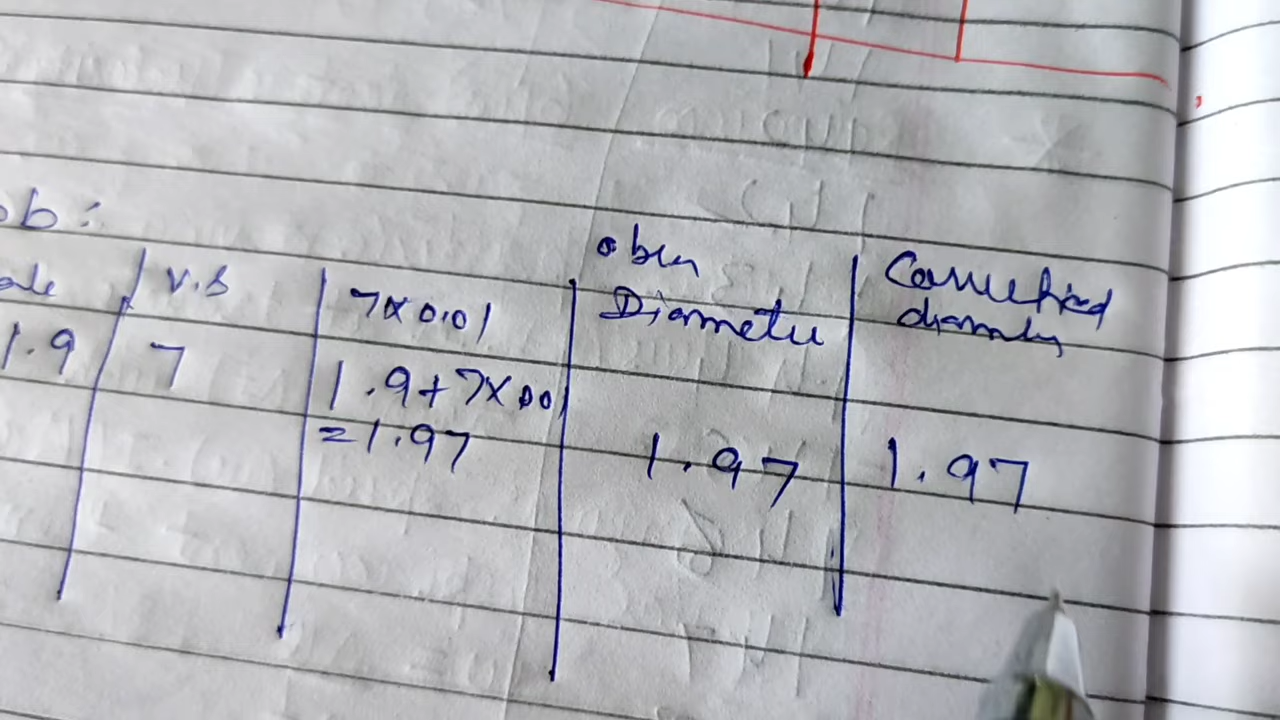 ob:
ale | V.S | 7x0.01 | obser Diameter | Corrected diameter
1.9 | 7 | 1.9+7x0.01
=1.97 | 1.97 | 1.97